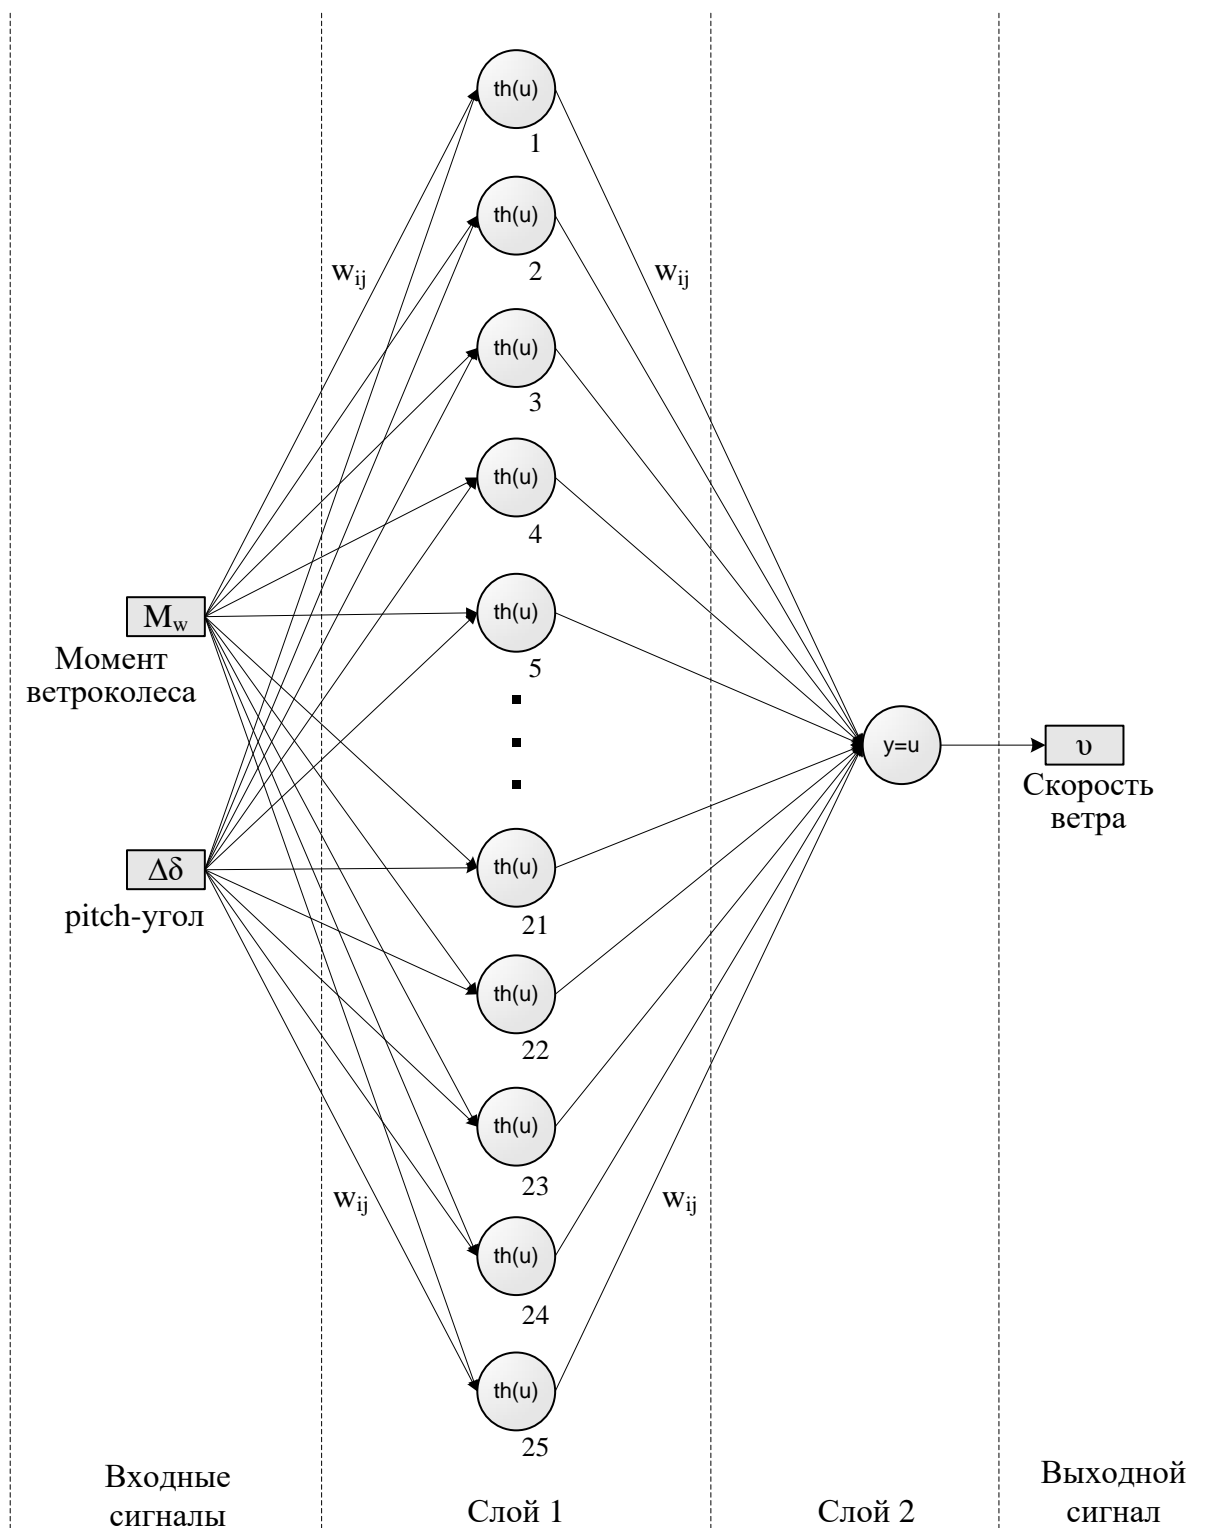 th(u)
1
th(u)
2
wij
wij
th(u)
3
th(u)
4
Mw
Момент
ветроколеса
th(u)
5
y=u
υ
Скорость
ветра
Δδ
pitch-угол
th(u)
21
th(u)
22
th(u)
23
wij
wij
th(u)
24
th(u)
25
Входные
сигналы
Слой 1
Слой 2
Выходной
сигнал